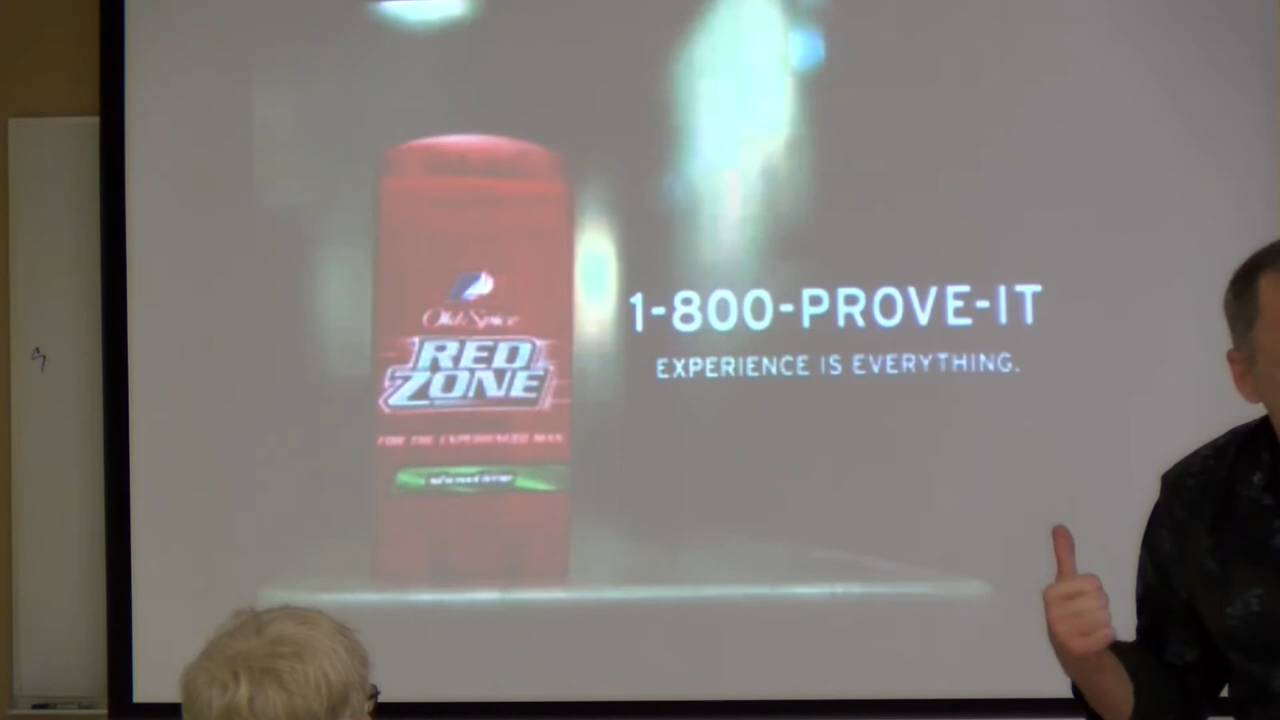 Old Spice
RED
ZONE
FOR THE EXPERIENCED MAN
1-800-PROVE-IT
EXPERIENCE IS EVERYTHING.